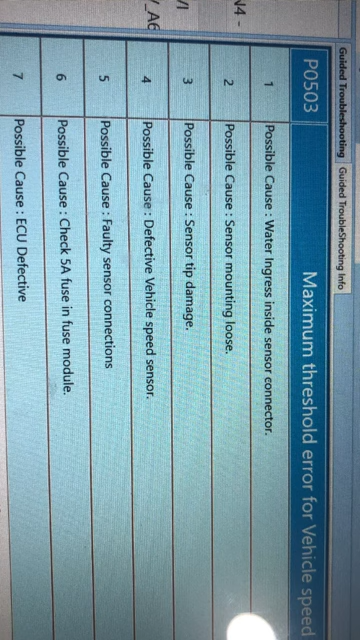 Guided Troubleshooting Guided TroubleShooting Info
P0503 Maximum threshold error for Vehicle speed
1 Possible Cause : Water Ingress inside sensor connector.
2 Possible Cause : Sensor mounting loose.
3 Possible Cause : Sensor tip damage.
4 Possible Cause : Defective Vehicle speed sensor.
5 Possible Cause : Faulty sensor connections
6 Possible Cause : Check 5A fuse in fuse module.
7 Possible Cause : ECU Defective